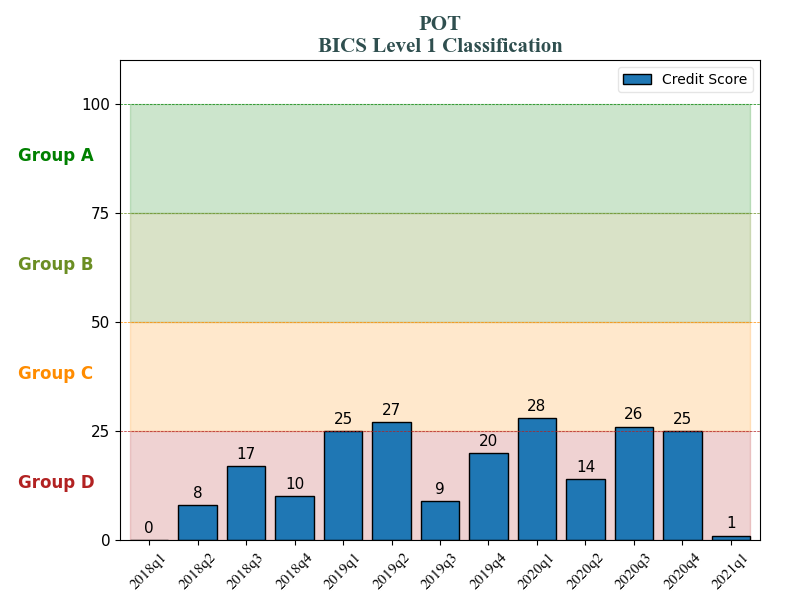 POT
BICS Level 1 Classification
Credit Score
100
Group A
75
Group B
50
Group C
25
Group D
0
0
8
17
10
25
27
9
20
28
14
26
25
1
2018q1
2018q2
2018q3
2018q4
2019q1
2019q2
2019q3
2019q4
2020q1
2020q2
2020q3
2020q4
2021q1